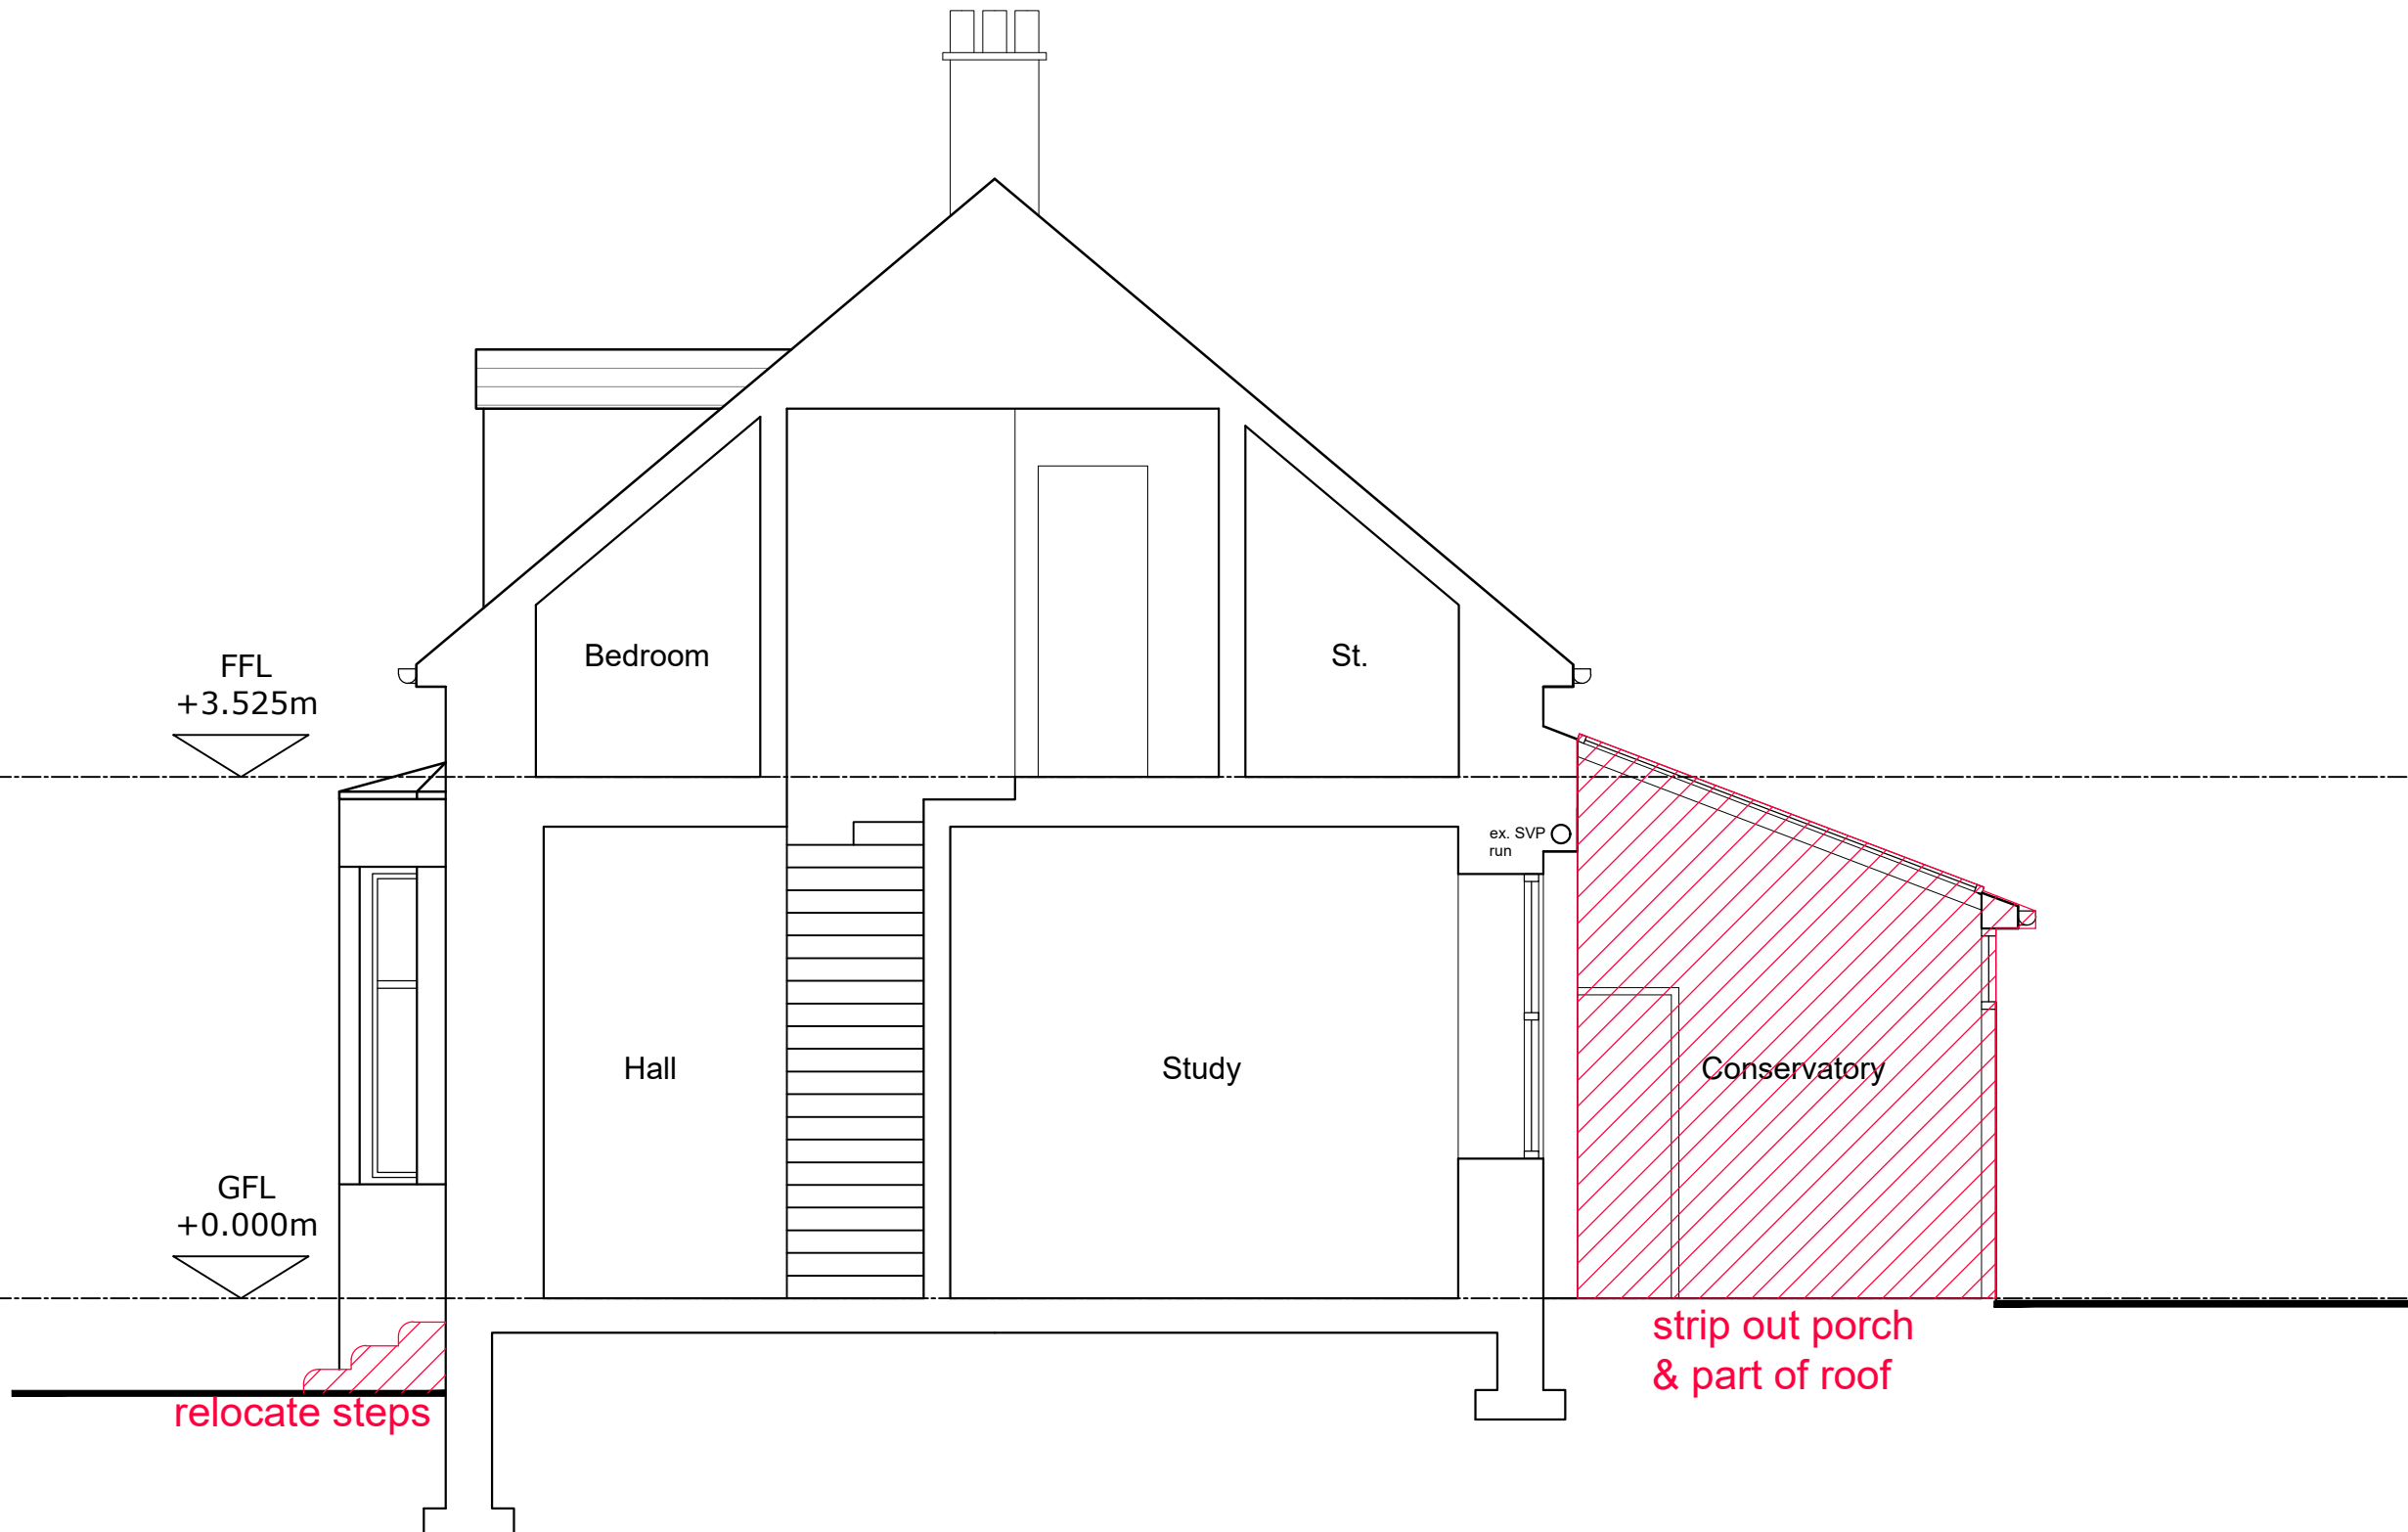 Bedroom
St.
FFL
+3.525m
ex. SVP
run
Hall
Study
Conservatory
GFL
+0.000m
strip out porch
& part of roof
relocate steps